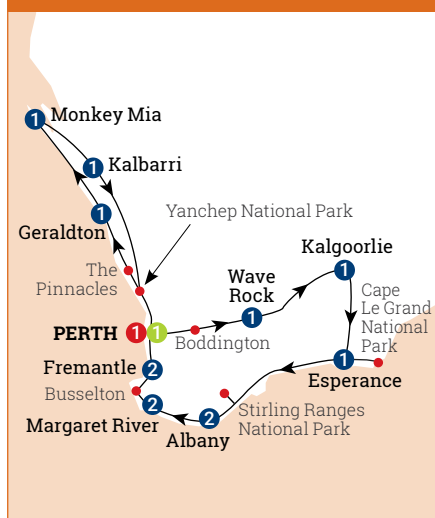 1 Monkey Mia
1 Kalbarri
Yanchep National Park
1
Geraldton
Kalgoorlie
1
The
Pinnacles
Wave
Rock
1
Cape
Le Grand
National
Park
PERTH 1 1
Boddington
Fremantle 2
1
Esperance
Busselton
2
Margaret River
2
Albany
Stirling Ranges
National Park